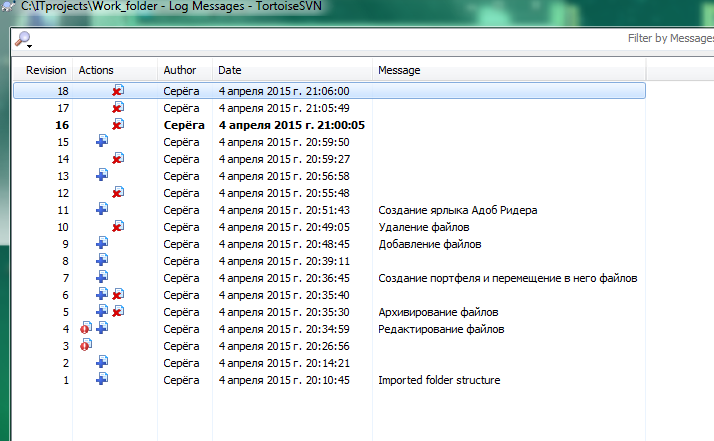 C:\ITprojects\Work_folder - Log Messages - TortoiseSVN
Filter by Messages
Revision Actions Author Date Message
18 Серёга 4 апреля 2015 г. 21:06:00
17 Серёга 4 апреля 2015 г. 21:05:49
16 Серёга 4 апреля 2015 г. 21:00:05
15 Серёга 4 апреля 2015 г. 20:59:50
14 Серёга 4 апреля 2015 г. 20:59:27
13 Серёга 4 апреля 2015 г. 20:56:58
12 Серёга 4 апреля 2015 г. 20:55:48
11 Серёга 4 апреля 2015 г. 20:51:43 Создание ярлыка Адоб Ридера
10 Серёга 4 апреля 2015 г. 20:49:05 Удаление файлов
9 Серёга 4 апреля 2015 г. 20:48:45 Добавление файлов
8 Серёга 4 апреля 2015 г. 20:39:11
7 Серёга 4 апреля 2015 г. 20:36:45 Создание портфеля и перемещение в него файлов
6 Серёга 4 апреля 2015 г. 20:35:40
5 Серёга 4 апреля 2015 г. 20:35:30 Архивирование файлов
4 Серёга 4 апреля 2015 г. 20:34:59 Редактирование файлов
3 Серёга 4 апреля 2015 г. 20:26:56
2 Серёга 4 апреля 2015 г. 20:14:21
1 Серёга 4 апреля 2015 г. 20:10:45 Imported folder structure